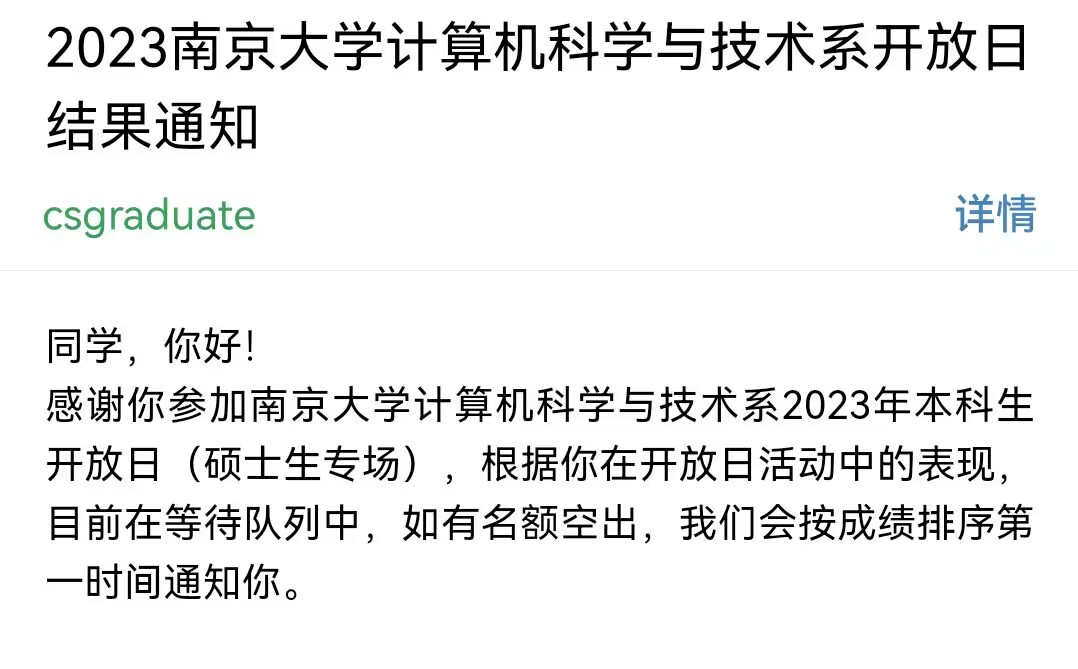 2023南京大学计算机科学与技术系开放日
结果通知
csgraduate
详情
同学，你好！
感谢你参加南京大学计算机科学与技术系2023年本科生
开放日（硕士生专场），根据你在开放日活动中的表现，
目前在等待队列中，如有名额空出，我们会按成绩排序第
一时间通知你。